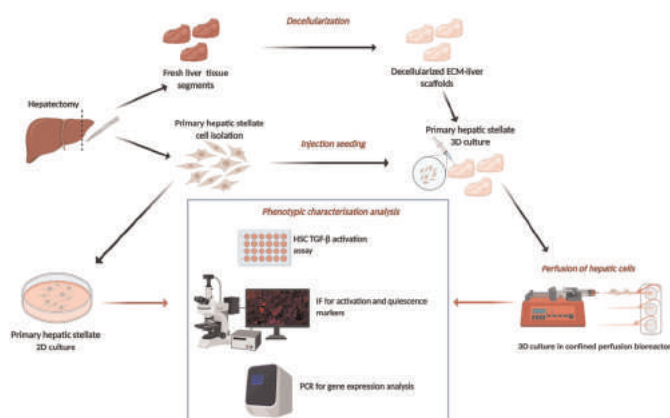 Decellularization
Fresh liver tissue
segments
Decellularized ECM-liver
scaffolds
Hepatectomy
Primary hepatic stellate
cell isolation
Injection seeding
Primary hepatic stellate
3D culture
Phenotypic characterisation analysis
HSC TGF-β activation
assay
Perfusion of hepatic cells
IF for activation and quiescence
markers
Primary hepatic stellate
2D culture
3D culture in confined perfusion bioreactor
PCR for gene expression analysis